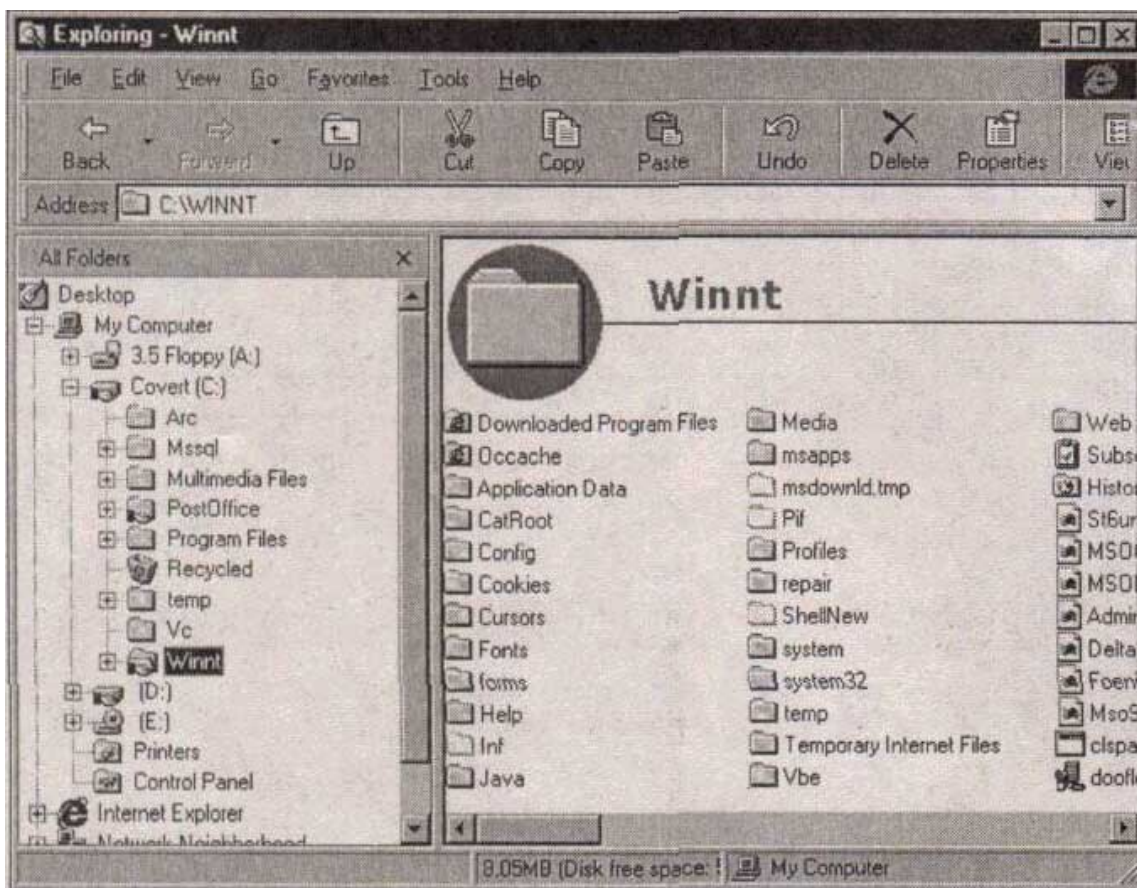 Exploring - Winnt
File Edit View Go Favorites Tools Help
Back Forward Up Cut Copy Paste Undo Delete Properties
Address C:\WINNT
All Folders
Desktop
My Computer
3.5 Floppy (A:)
Covert (C:)
Arc
Mssql
Multimedia Files
PostOffice
Program Files
Recycled
temp
Vc
Winnt
(D:)
(E:)
Printers
Control Panel
Internet Explorer
Network Neighborhood
Winnt
Downloaded Program Files
Occache
Application Data
CatRoot
Config
Cookies
Cursors
Fonts
forms
Help
Inf
Java
Media
msapps
msdownld.tmp
Pif
Profiles
repair
ShellNew
system
system32
temp
Temporary Internet Files
Vbe
Web
8.05MB (Disk free space: My Computer